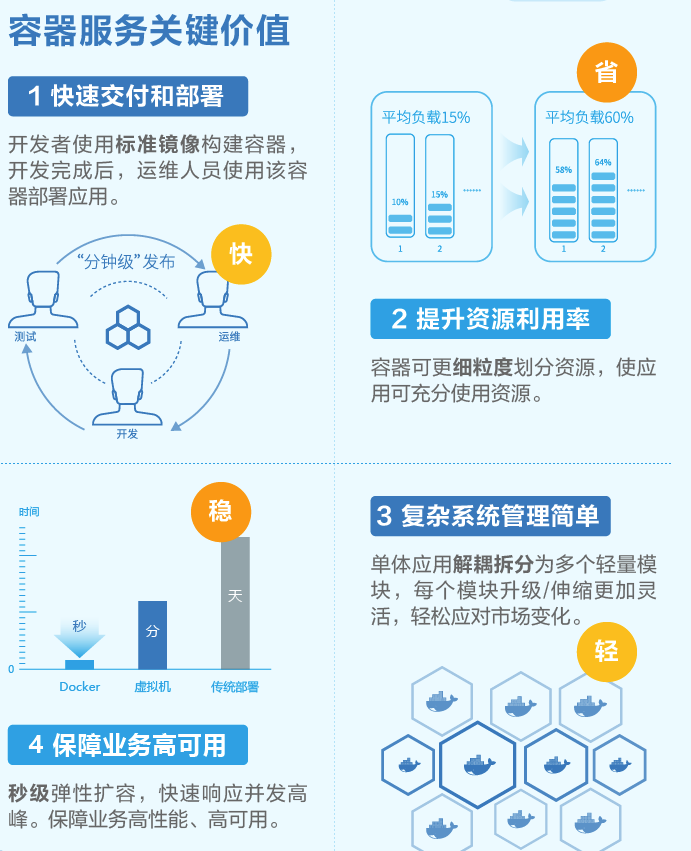 容器服务关键价值
1 快速交付和部署
开发者使用标准镜像构建容器，
开发完成后，运维人员使用该容
器部署应用。
快
“分钟级”发布
测试
运维
开发
省
平均负载15%
10%
15%
......
1
2
平均负载60%
58%
64%
......
1
2
2 提升资源利用率
容器可更细粒度划分资源，使应
用可充分使用资源。
稳
时间
天
分
秒
0
Docker
虚拟机
传统部署
4 保障业务高可用
秒级弹性扩容，快速响应并发高
峰。保障业务高性能、高可用。
3 复杂系统管理简单
单体应用解耦拆分为多个轻量模
块，每个模块升级/伸缩更加灵
活，轻松应对市场变化。
轻